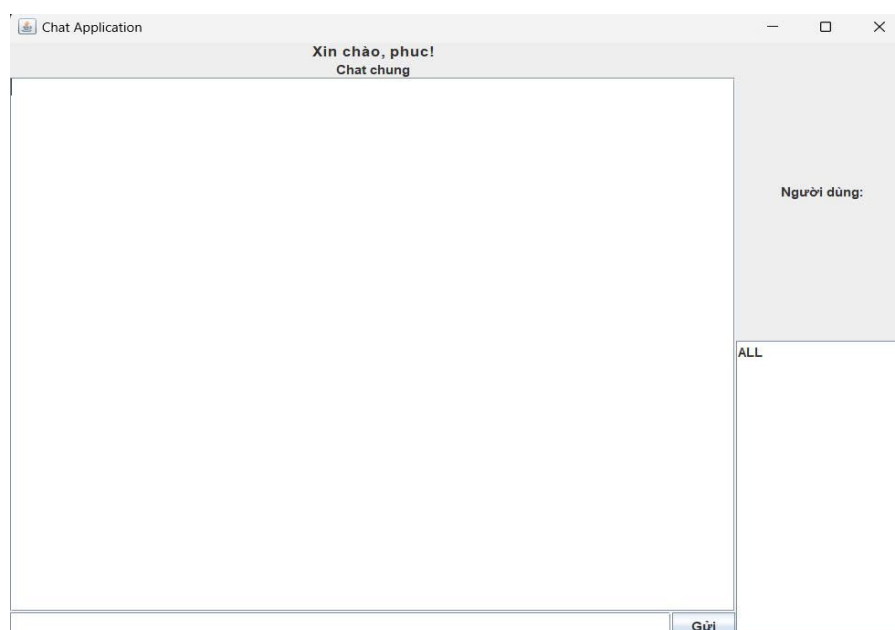 Chat Application
Xin chào, phuc!
Chat chung
Người dùng:
ALL
Gửi